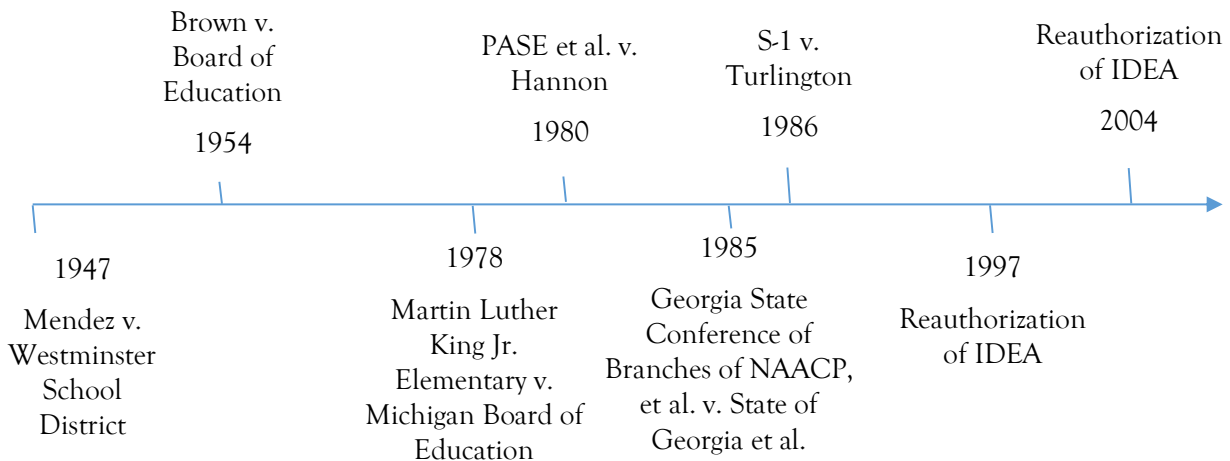 Brown v.
Board of
Education
1954
PASE et al. v.
Hannon
1980
S-1 v.
Turlington
1986
Reauthorization
of IDEA
2004
1947
Mendez v.
Westminster
School
District
1978
Martin Luther
King Jr.
Elementary v.
Michigan Board of
Education
1985
Georgia State
Conference of
Branches of NAACP,
et al. v. State of
Georgia et al.
1997
Reauthorization
of IDEA